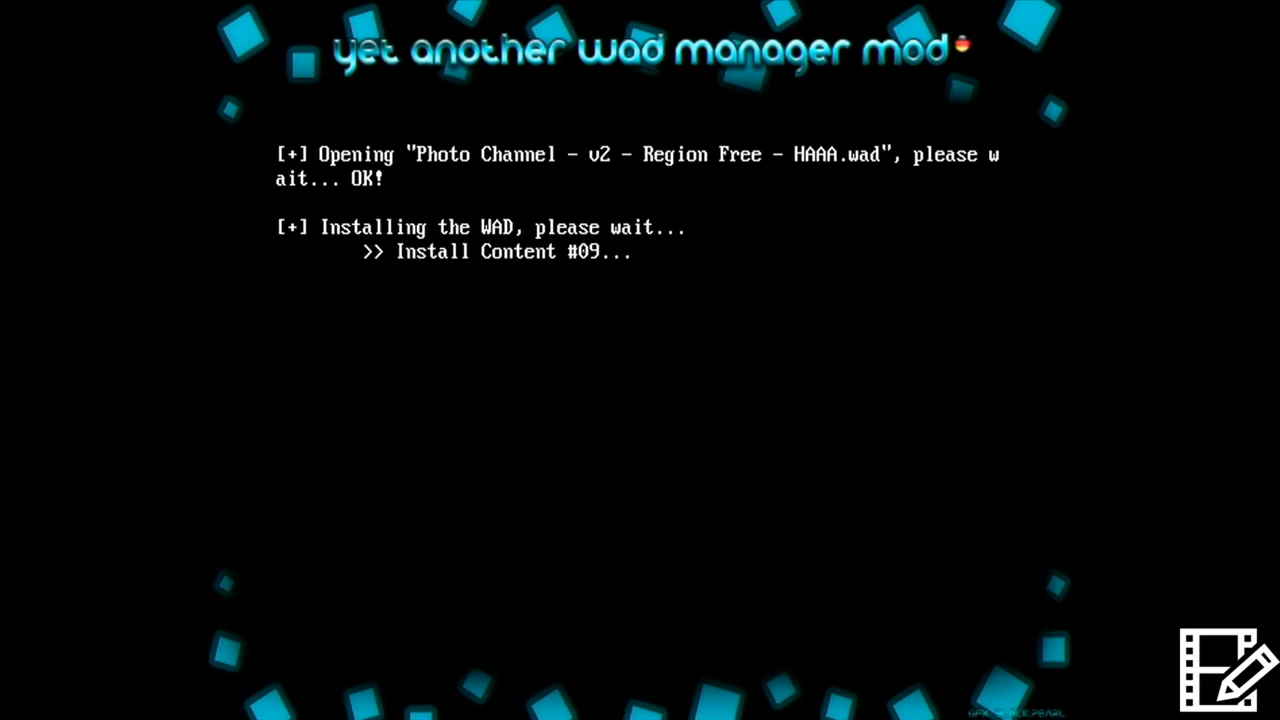 yet another wad manager mod
[+] Opening "Photo Channel - v2 - Region Free - HAAA.wad", please w
ait... OK!
[+] Installing the WAD, please wait...
>> Install Content #09...